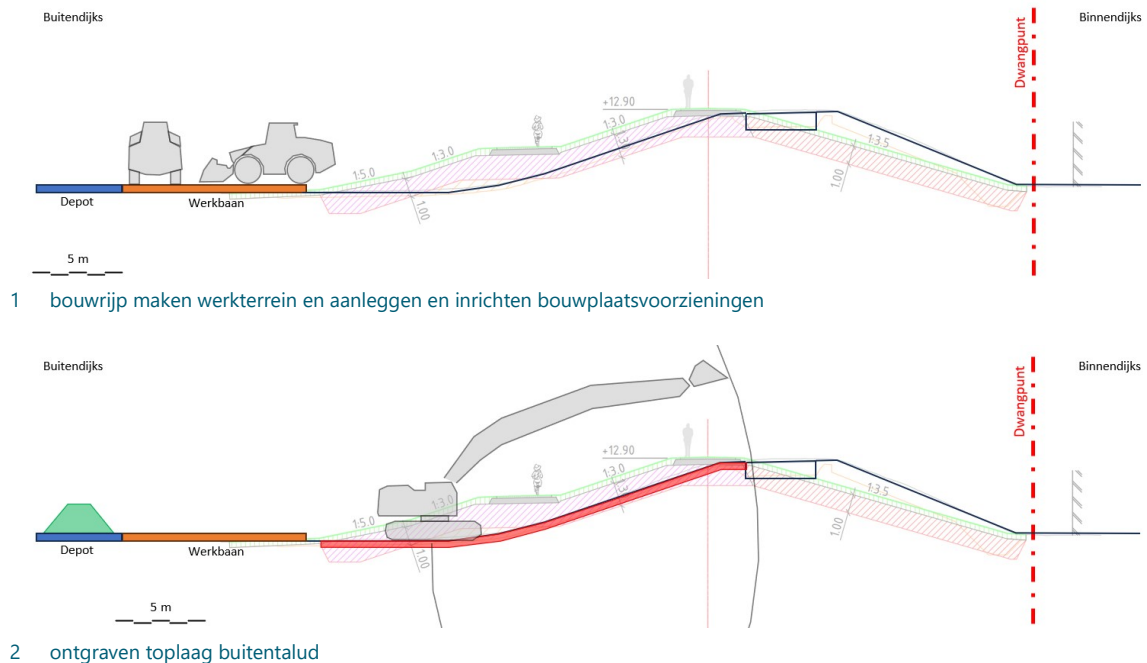 Buitendijks
Binnendijks
Dwangpunt
+12.90
1:3.0
1:3.0
1:5.0
1:3.5
1.00
1.00
Depot
Werkbaan
5 m
1 bouwrijp maken werkterrein en aanleggen en inrichten bouwplaatsvoorzieningen
Buitendijks
Binnendijks
Dwangpunt
+12.90
1:3.0
1:3.0
1:5.0
1:3.5
1.00
1.00
Depot
Werkbaan
5 m
2 ontgraven toplaag buitentalud